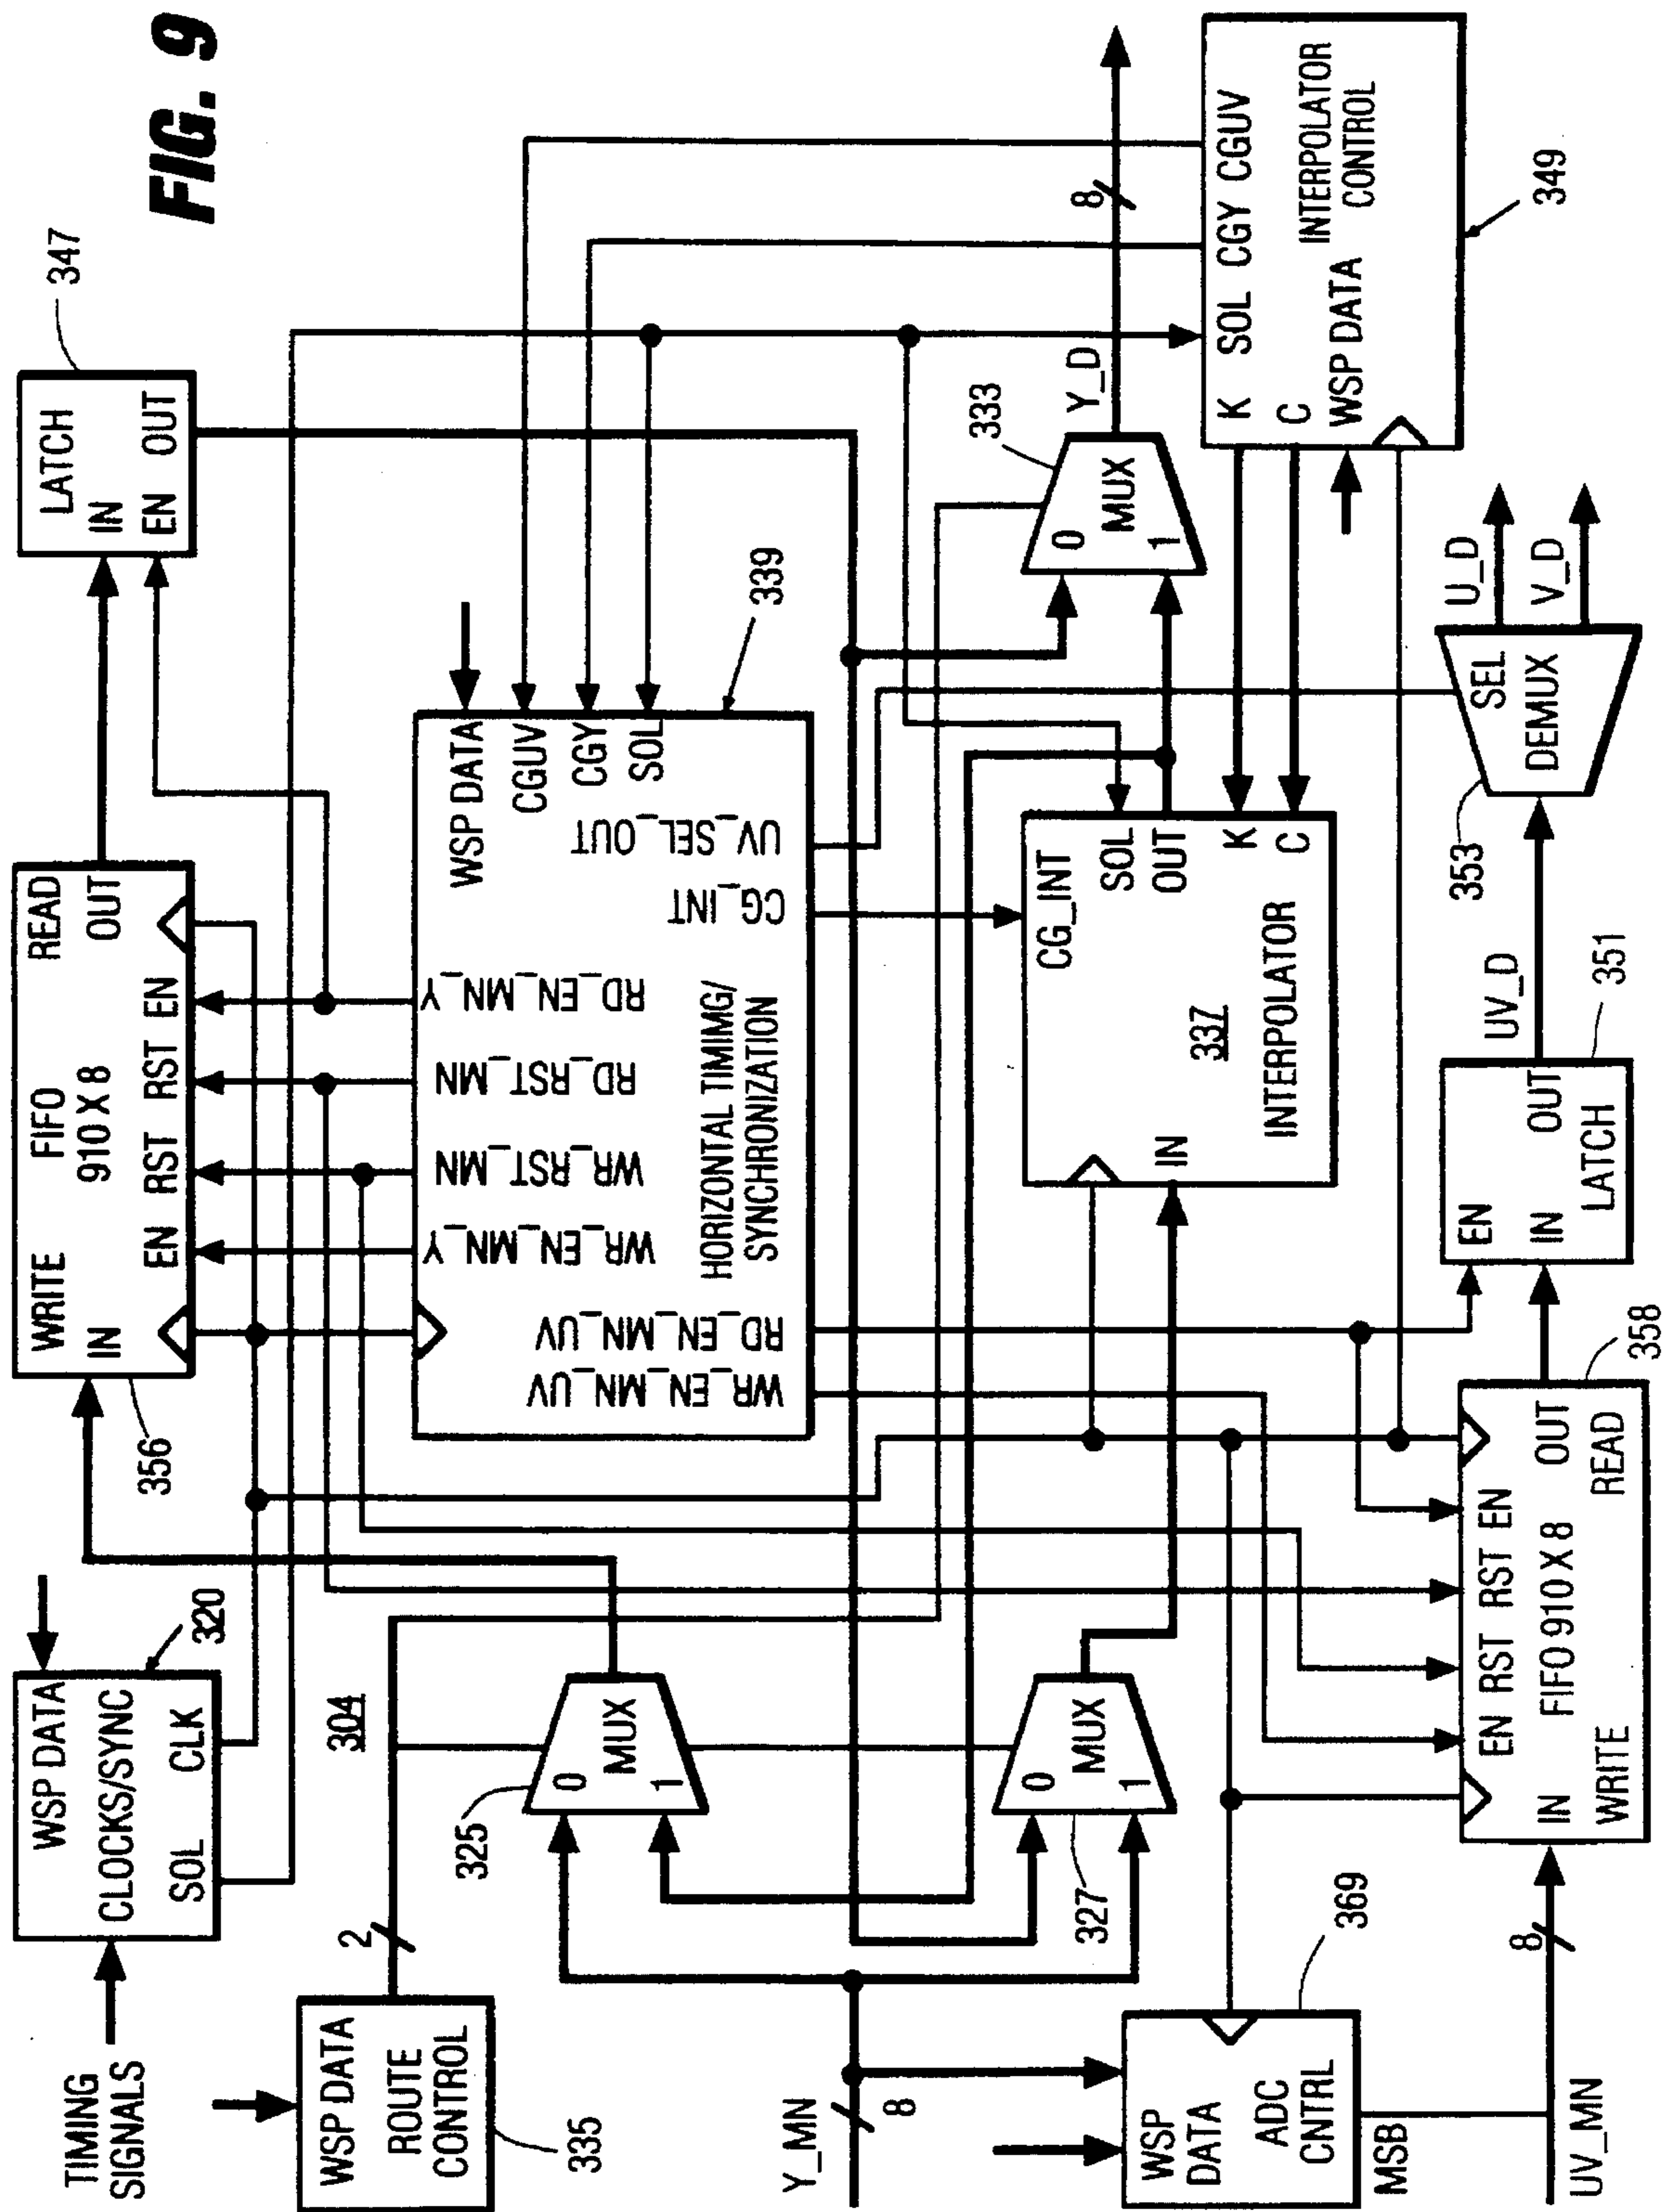 FIG. 9
TIMING
SIGNALS
WSP DATA
CLOCKS/SYNC
SOL CLK
320
WRITE FIFO READ
910 X 8
IN OUT
EN RST RST EN
356
LATCH
IN
EN OUT
347
WSP DATA
ROUTE
CONTROL
335
2
304
325
0
MUX
1
327
0
MUX
1
WR_EN_MN_UV
RD_EN_MN_UV
WR_EN_MN_Y
WR_RST_MN
RD_RST_MN
RD_EN_MN_Y
HORIZONTAL TIMIMG/
SYNCHRONIZATION
CG_INT
UV_SEL_OUT
WSP DATA
CGUV
CGY
SOL
339
Y_MN
8
CG_INT
SOL
OUT
K
C
IN
337
INTERPOLATOR
333
0
MUX
1
Y_D
8
K SOL CGY CGUV
C
WSP DATA
INTERPOLATOR
CONTROL
349
WSP
DATA
ADC
CNTRL
MSB
369
UV_MN
8
EN RST RST EN
IN FIFO 910 X 8 OUT
WRITE READ
358
EN
IN OUT
LATCH
351
UV_D
353
SEL
DEMUX
U_D
V_D